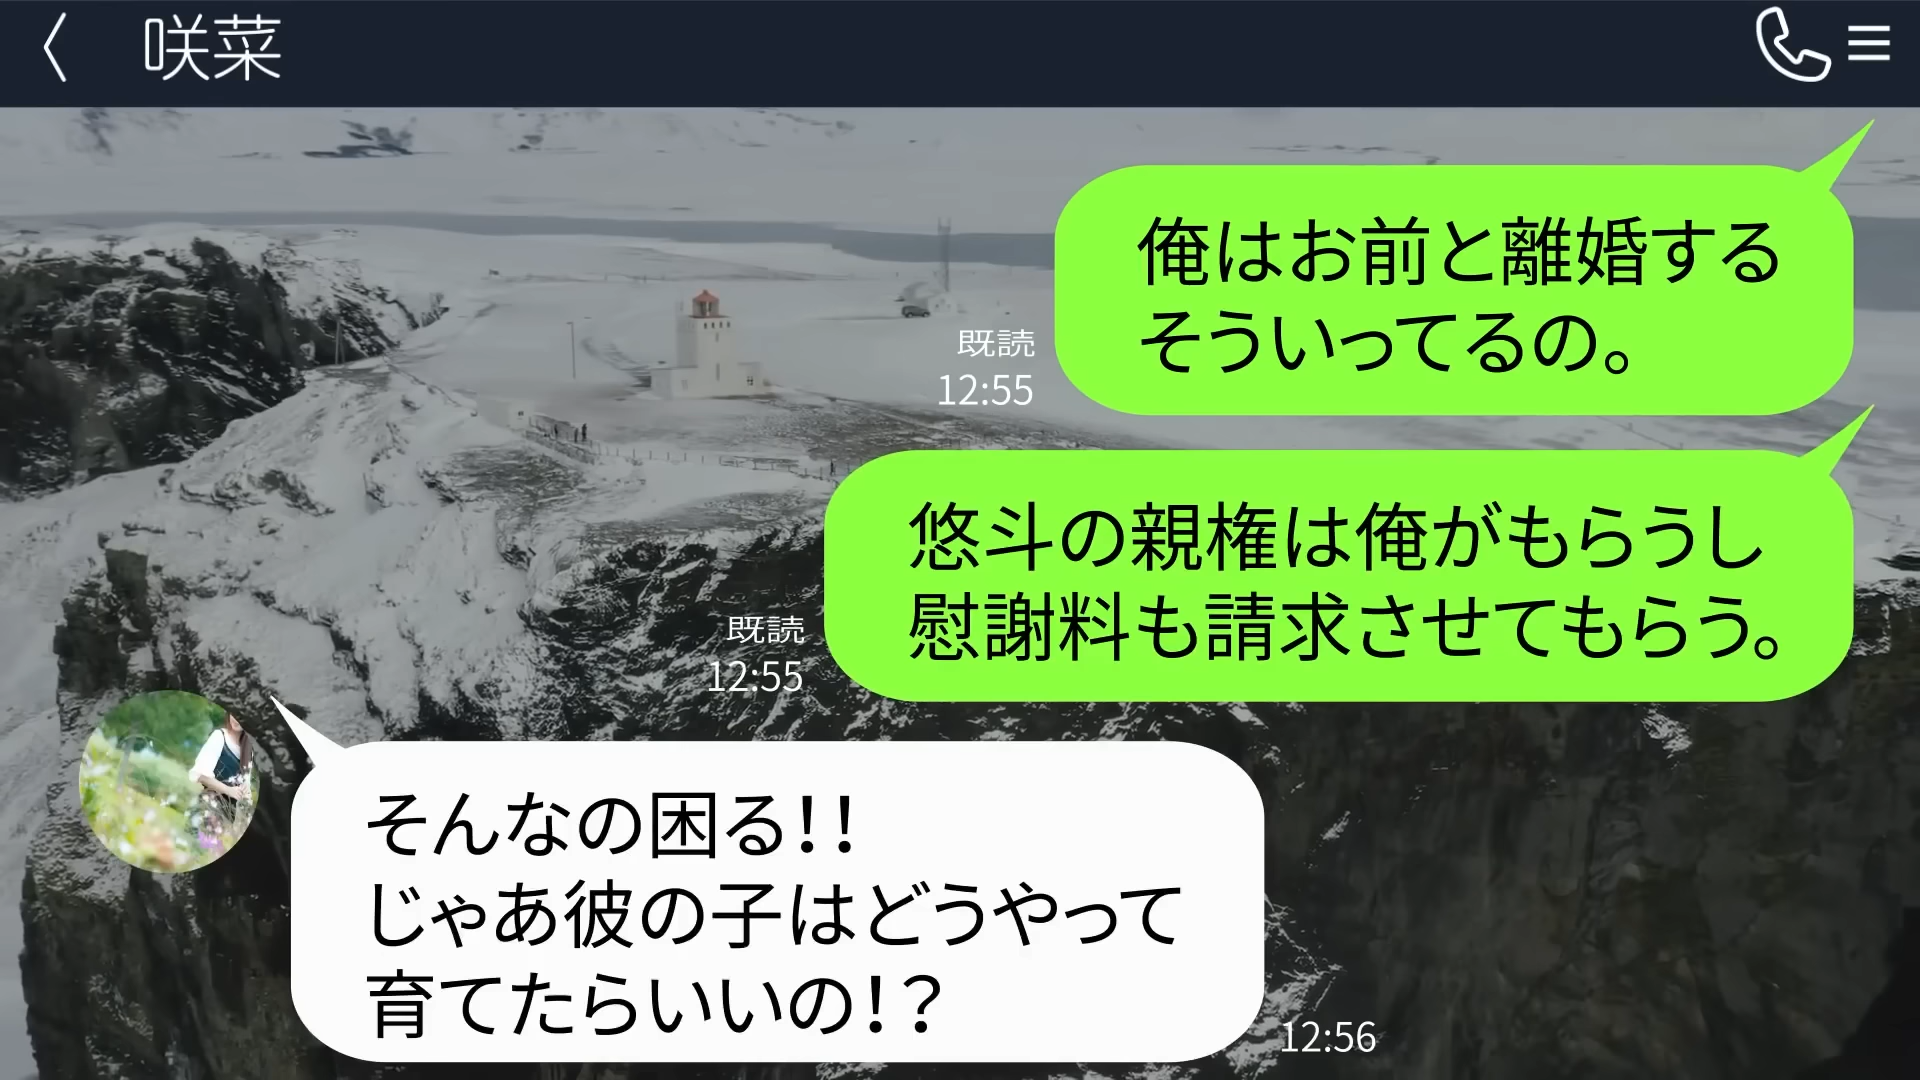 咲菜
俺はお前と離婚する
そういってるの。
既読
12:55
悠斗の親権は俺がもらうし
慰謝料も請求させてもらう。
既読
12:55
そんなの困る！！
じゃあ彼の子はどうやって
育てたらいいの！？
12:56